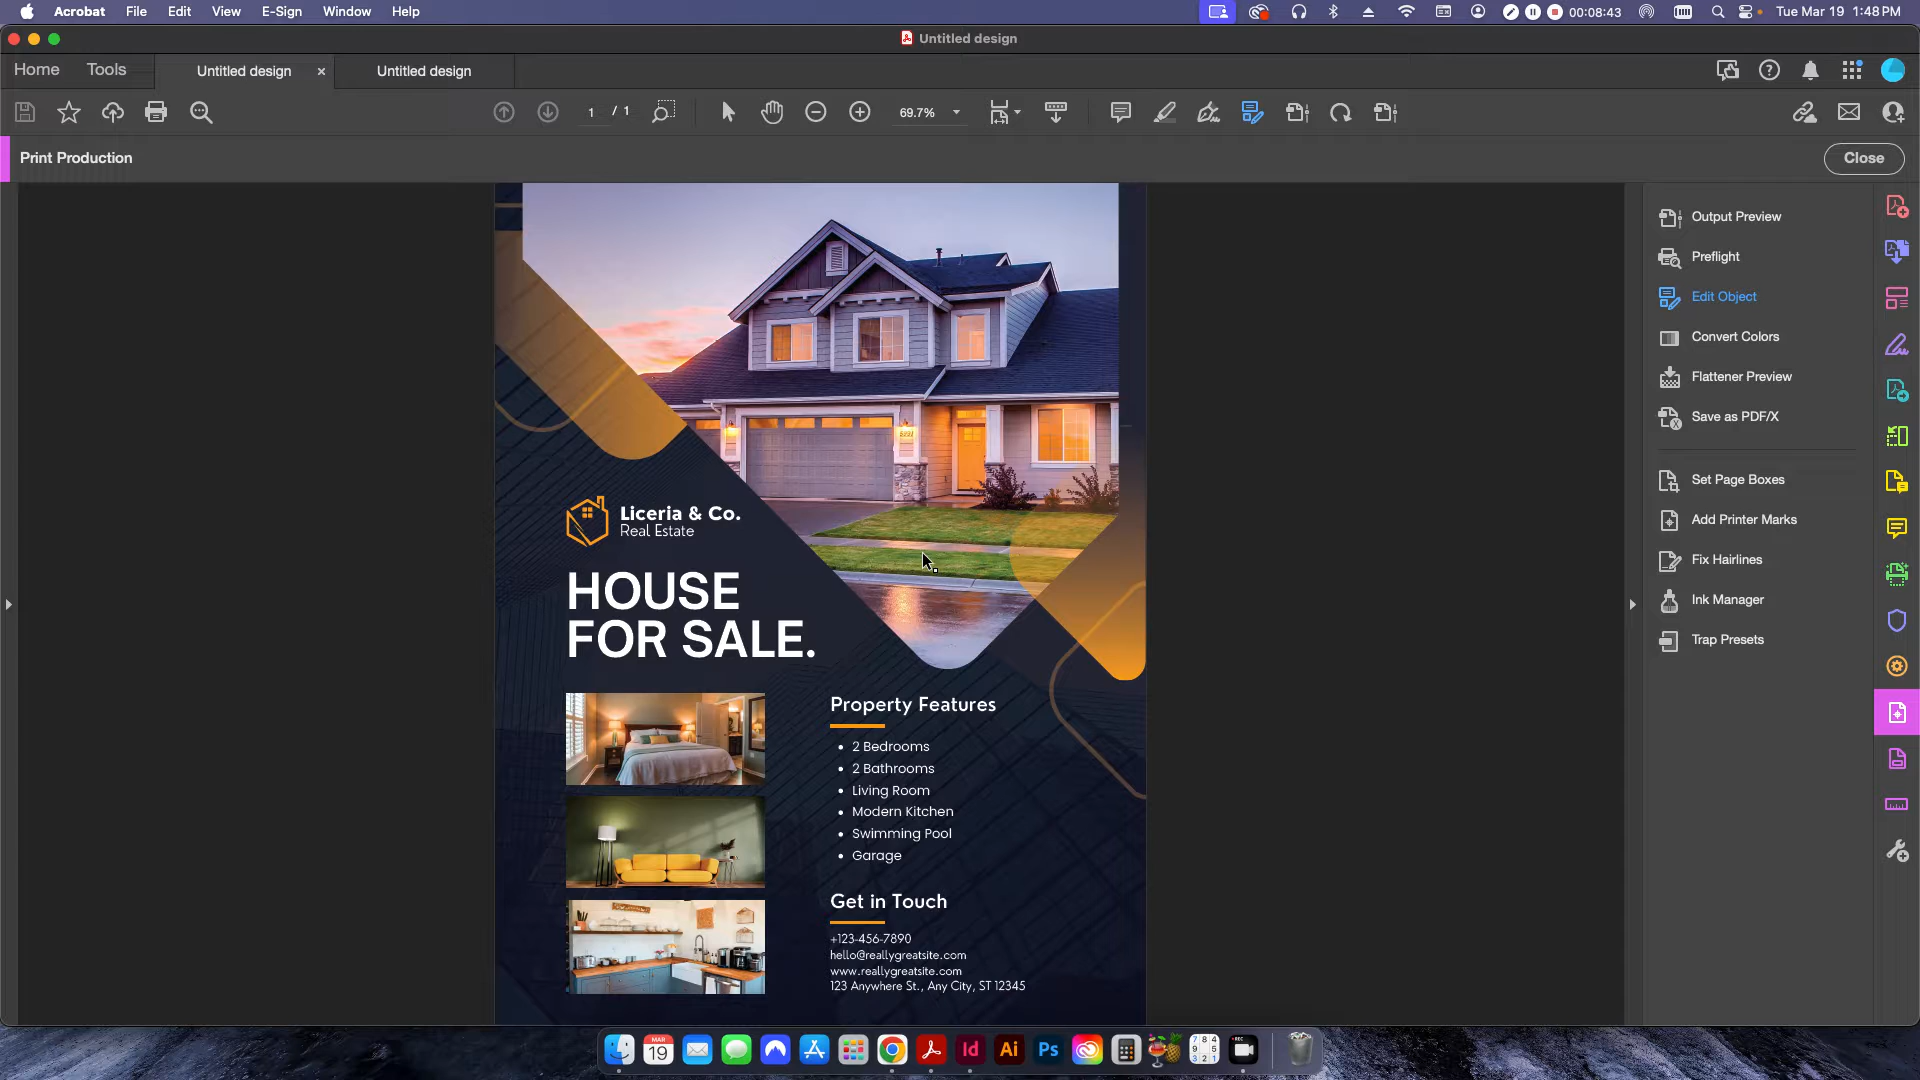 Acrobat File Edit View E-Sign Window Help 00:08:43 Tue Mar 19 1:48 PM
Untitled design
Home Tools Untitled design × Untitled design
1 / 1 69.7%
Print Production Close
Output Preview
Preflight
Edit Object
Convert Colors
Flattener Preview
Save as PDF/X
Set Page Boxes
Add Printer Marks
Fix Hairlines
Ink Manager
Trap Presets
Liceria & Co.
Real Estate
HOUSE
FOR SALE.
Property Features
• 2 Bedrooms
• 2 Bathrooms
• Living Room
• Modern Kitchen
• Swimming Pool
• Garage
Get in Touch
+123-456-7890
hello@reallygreatsite.com
www.reallygreatsite.com
123 Anywhere St., Any City, ST 12345
MAR
19
Id
Ai
Ps
REC